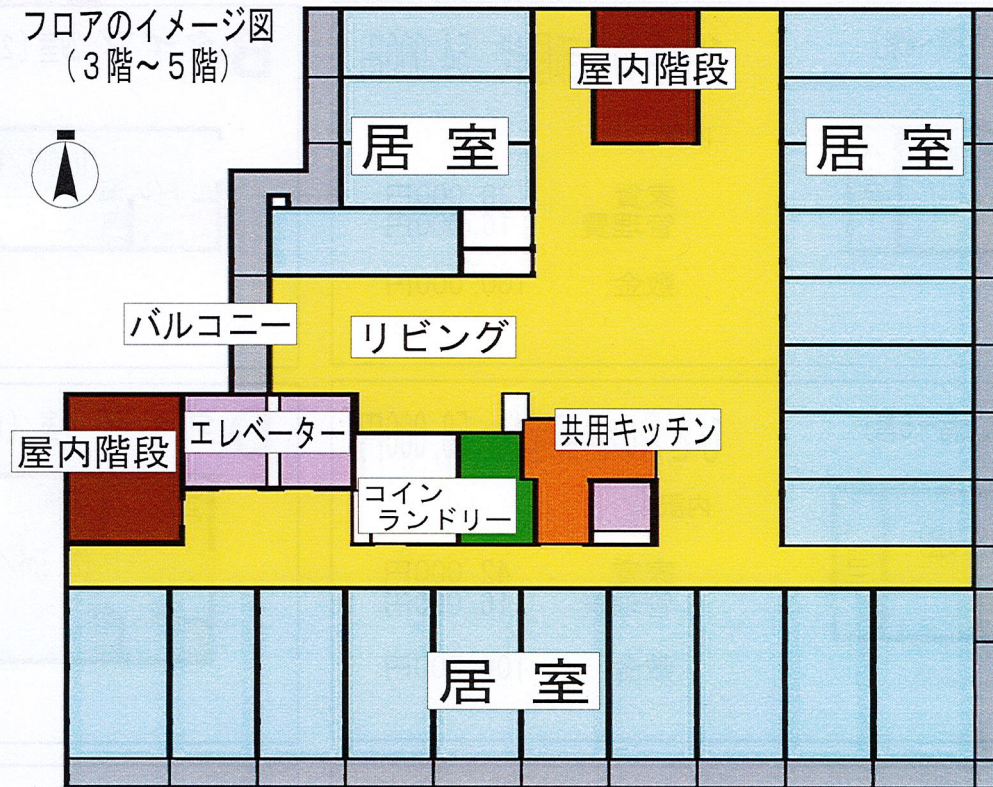 フロアのイメージ図
(3階~5階)
屋内階段
居 室
居 室
バルコニー
リビング
屋内階段
エレベーター
共用キッチン
コイン
ランドリー
居 室